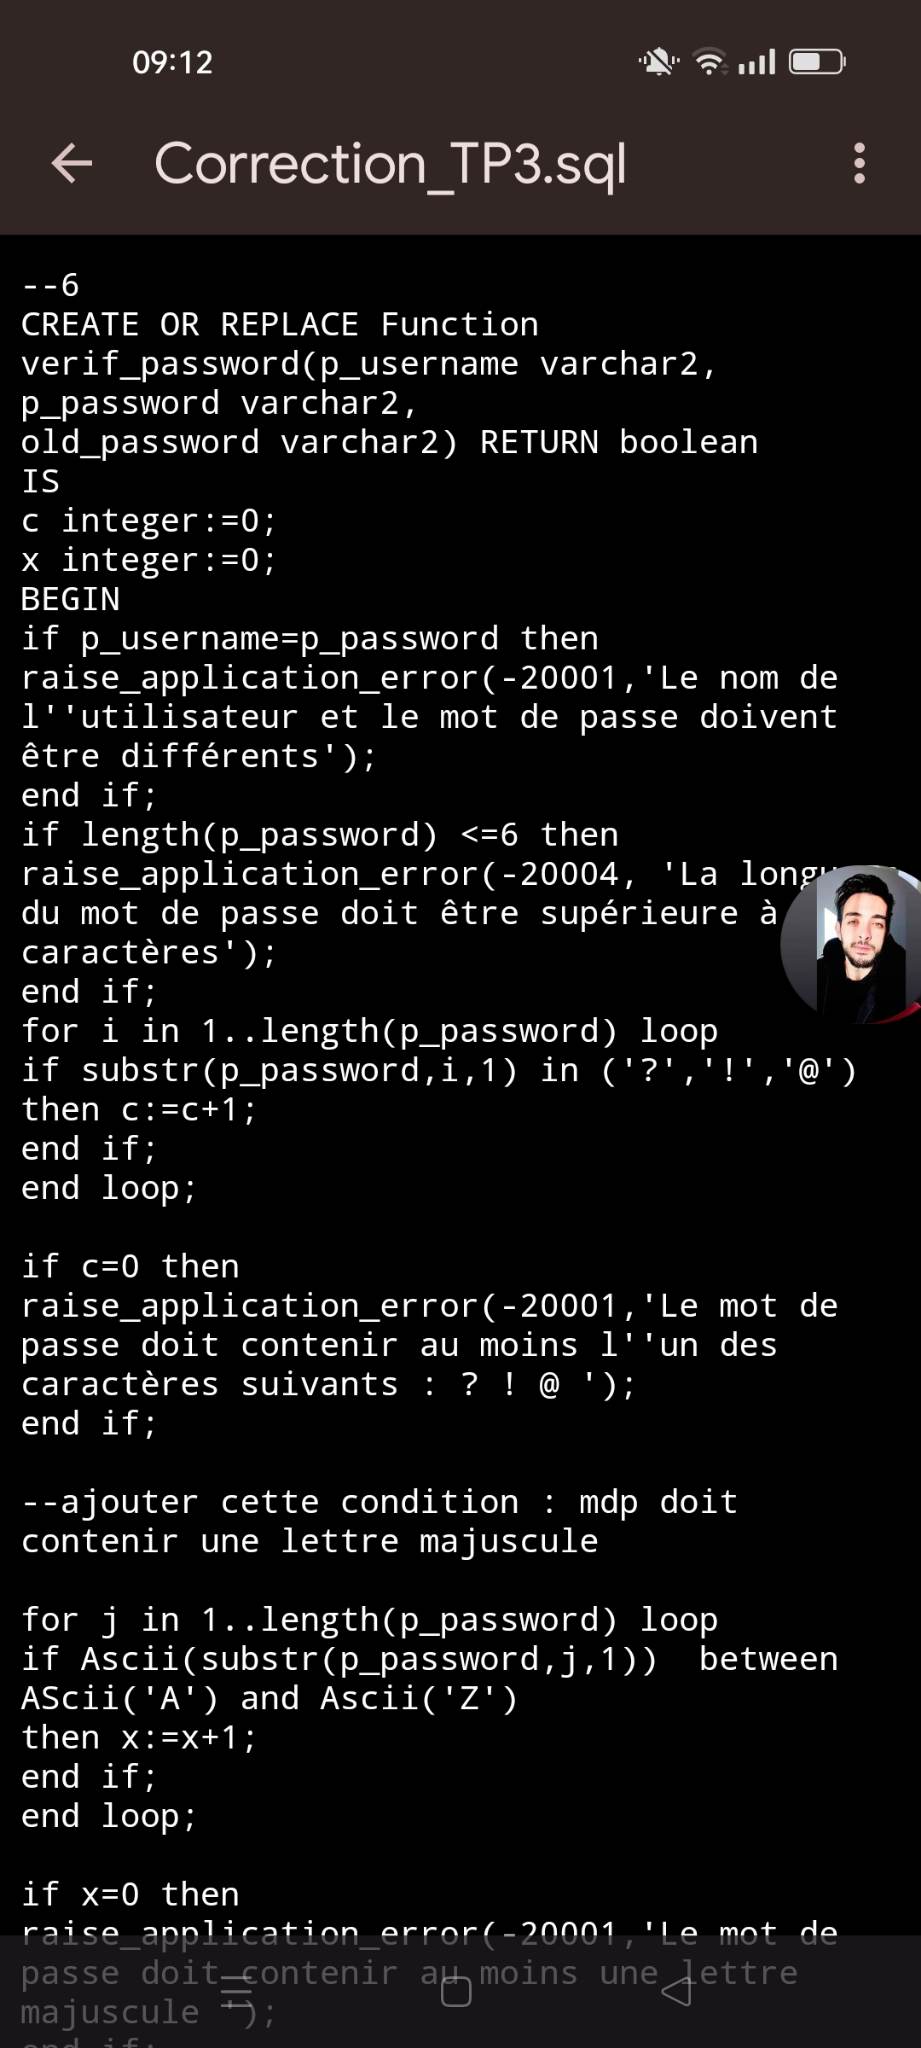 09:12
Correction_TP3.sql
--6
CREATE OR REPLACE Function
verif_password(p_username varchar2,
p_password varchar2,
old_password varchar2) RETURN boolean
IS
c integer:=0;
x integer:=0;
BEGIN
if p_username=p_password then
raise_application_error(-20001,'Le nom de
l''utilisateur et le mot de passe doivent
être différents');
end if;
if length(p_password) <=6 then
raise_application_error(-20004, 'La
du mot de passe doit être supérieure à
caractères');
end if;
for i in 1..length(p_password) loop
if substr(p_password,i,1) in ('?','!','@')
then c:=c+1;
end if;
end loop;
if c=0 then
raise_application_error(-20001,'Le mot de
passe doit contenir au moins l''un des
caractères suivants : ? ! @ ');
end if;
--ajouter cette condition : mdp doit
contenir une lettre majuscule
for j in 1..length(p_password) loop
if Ascii(substr(p_password,j,1))  between
AScii('A') and Ascii('Z')
then x:=x+1;
end if;
end loop;
if x=0 then
raise_application_error(-20001,'Le mot de
passe doit contenir au moins une lettre
majuscule ');
end if;